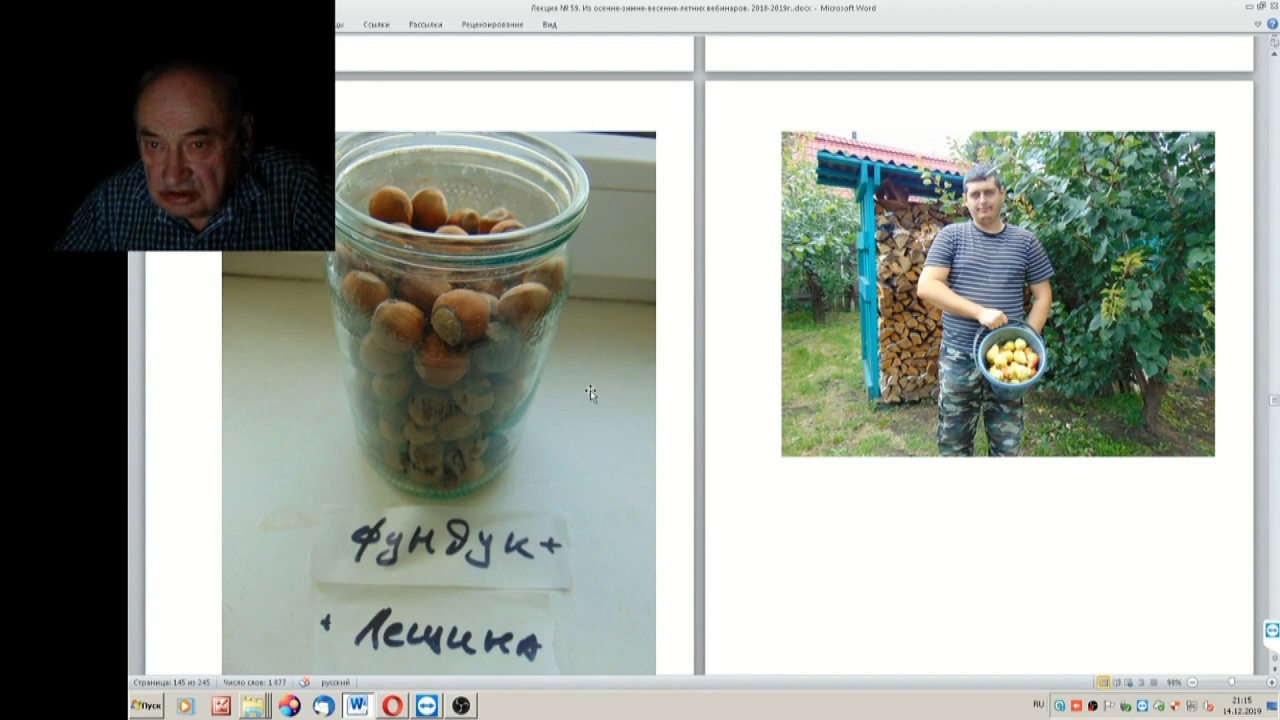 Лекция № 59. Из осенне-зимне-весенне-летних вебинаров. 2018-2019г..docx - Microsoft Word
Ссылки Рассылки Рецензирование Вид
фундук+
+ Лещина
Страница: 145 из 245 Число слов: 1 877 русский 98%
Пуск RU 21:15
14.12.2019